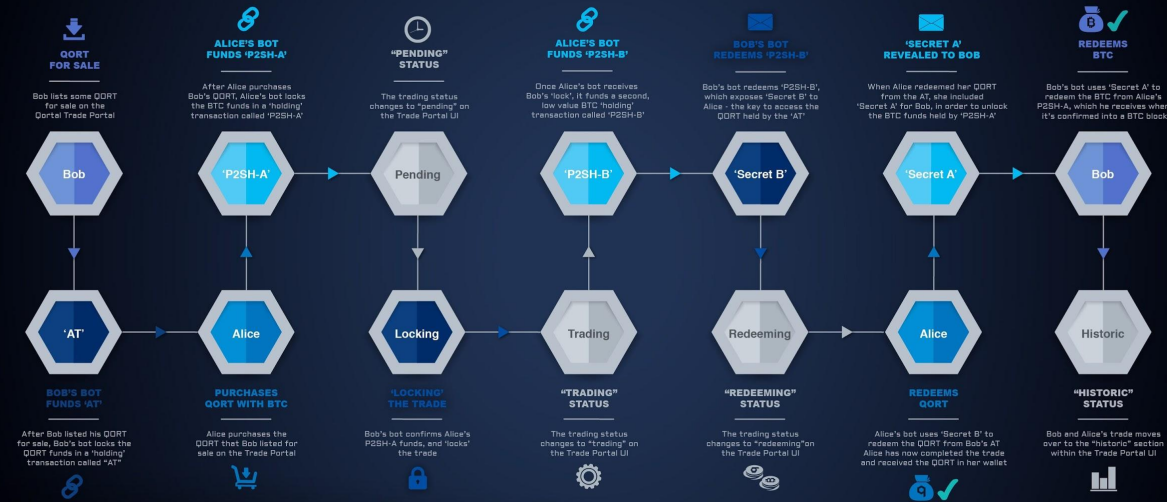 QORT
FOR SALE
Bob lists some QORT
for sale on the
Qortal Trade Portal
Bob
'AT'
BOB'S BOT
FUNDS 'AT'
After Bob listed his QORT
for sale, Bob's bot locks the
QORT funds in a 'holding'
transaction called "AT"
ALICE'S BOT
FUNDS 'P2SH-A'
After Alice purchases
Bob's QORT, Alice's bot locks
the BTC funds in a 'holding'
transaction called 'P2SH-A'
'P2SH-A'
Alice
PURCHASES
QORT WITH BTC
Alice purchases the
QORT that Bob listed for
sale on the Trade Portal
"PENDING"
STATUS
The trading status
changes to "pending" on
the Trade Portal UI
Pending
Locking
'LOCKING'
THE TRADE
Bob's bot confirms Alice's
P2SH-A funds, and 'locks'
the trade
ALICE'S BOT
FUNDS 'P2SH-B'
Once Alice's bot receives
Bob's 'lock', it funds a second,
low value BTC 'holding'
transaction called 'P2SH-B'
'P2SH-B'
Trading
"TRADING"
STATUS
The trading status
changes to "trading" on
the Trade Portal UI
BOB'S BOT
REDEEMS 'P2SH-B'
Bob's bot redeems 'P2SH-B',
which exposes 'Secret B' to
Alice - the key to access the
QORT held by the 'AT'
'Secret B'
Redeeming
"REDEEMING"
STATUS
The trading status
changes to "redeeming"on
the Trade Portal UI
'SECRET A'
REVEALED TO BOB
When Alice redeemed her QORT
from the AT, she included
'Secret A' for Bob, in order to unlock
the BTC funds held by 'P2SH-A'
'Secret A'
Alice
REDEEMS
QORT
Alice's bot uses 'Secret B' to
redeem the QORT from Bob's AT
Alice has now completed the trade
and received the QORT in her wallet
REDEEMS
BTC
Bob's bot uses 'Secret A' to
redeem the BTC from Alice's
P2SH-A, which he receives when
it's confirmed into a BTC block
Bob
Historic
"HISTORIC"
STATUS
Bob and Alice's trade moves
over to the "historic" section
within the Trade Portal UI